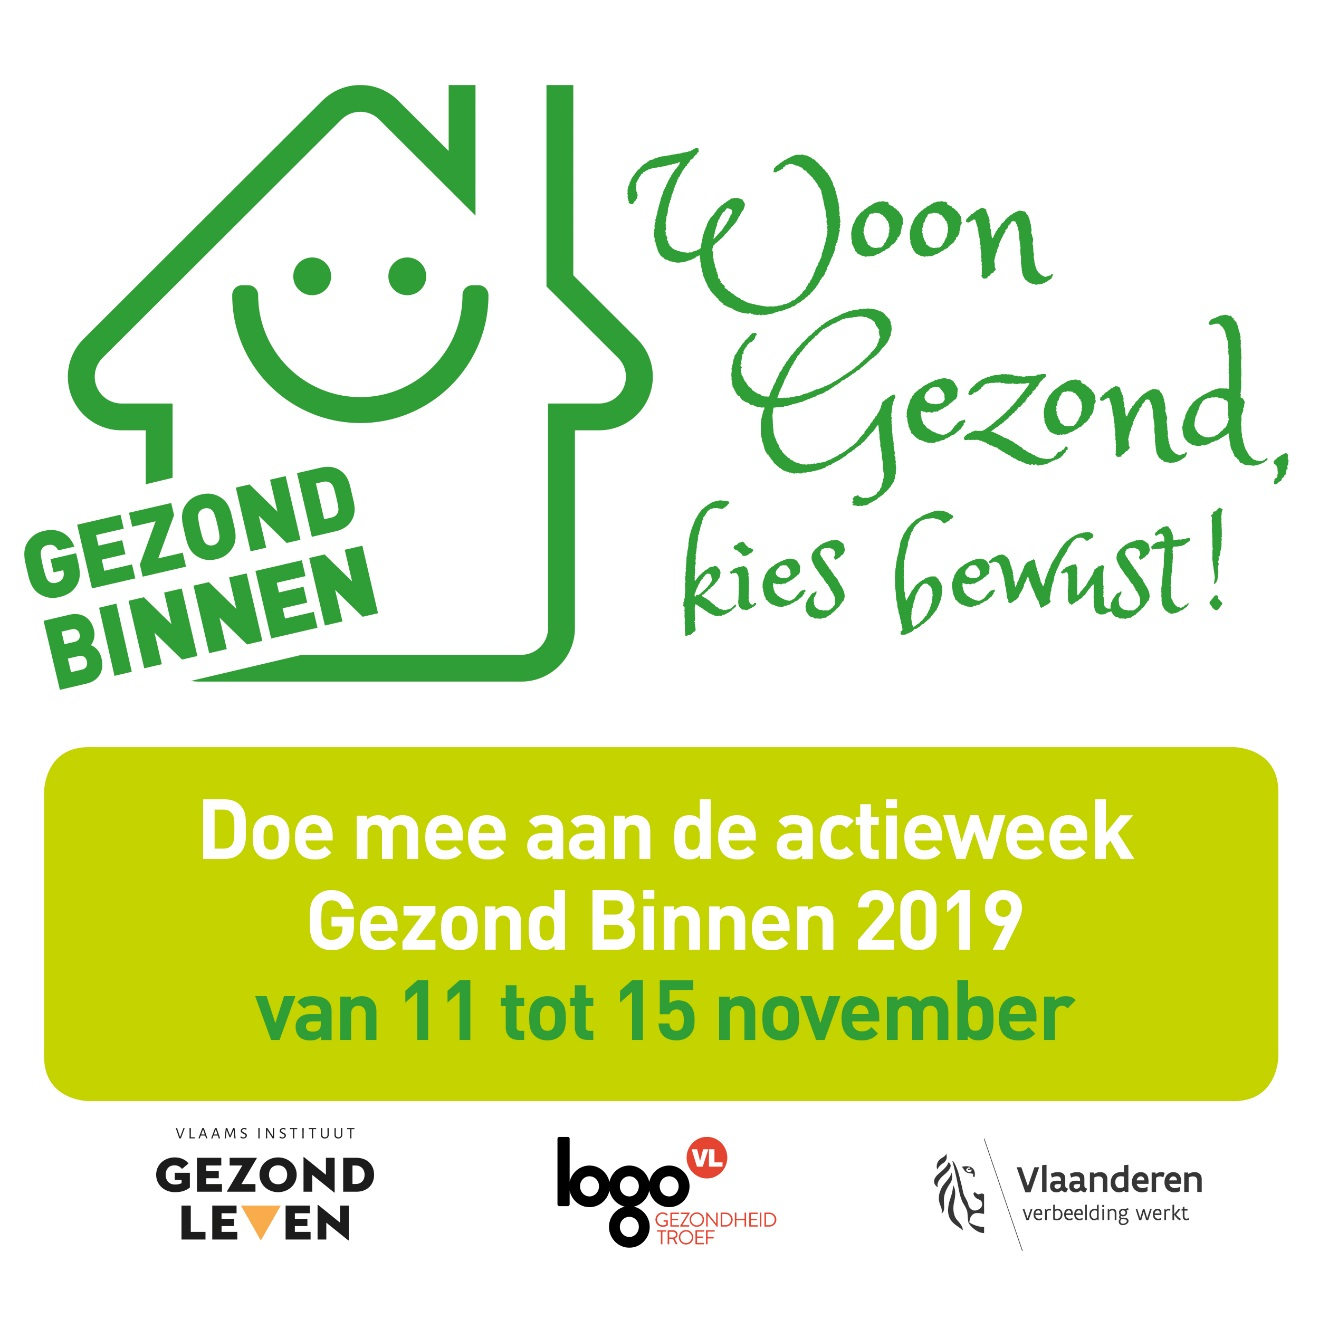 Woon
Gezond,
kies bewust!
GEZOND
BINNEN
Doe mee aan de actieweek
Gezond Binnen 2019
van 11 tot 15 november
VLAAMS INSTITUUT
GEZOND
LEVEN
logo VL
GEZONDHEID
TROEF
Vlaanderen
verbeelding werkt